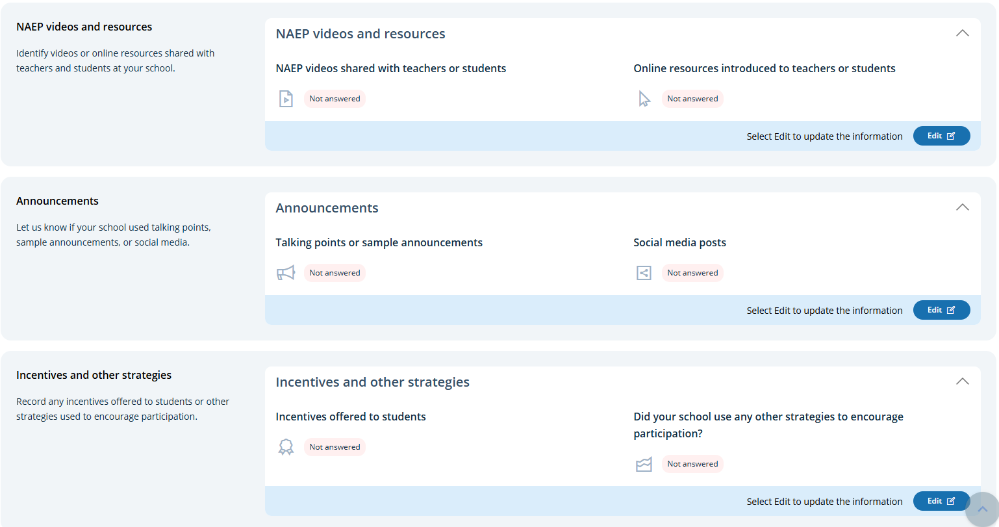 NAEP videos and resources
Identify videos or online resources shared with
teachers and students at your school.
NAEP videos and resources
NAEP videos shared with teachers or students
Not answered
Online resources introduced to teachers or students
Not answered
Select Edit to update the information
Edit
Announcements
Let us know if your school used talking points,
sample announcements, or social media.
Announcements
Talking points or sample announcements
Not answered
Social media posts
Not answered
Select Edit to update the information
Edit
Incentives and other strategies
Record any incentives offered to students or other
strategies used to encourage participation.
Incentives and other strategies
Incentives offered to students
Not answered
Did your school use any other strategies to encourage
participation?
Not answered
Select Edit to update the information
Edit